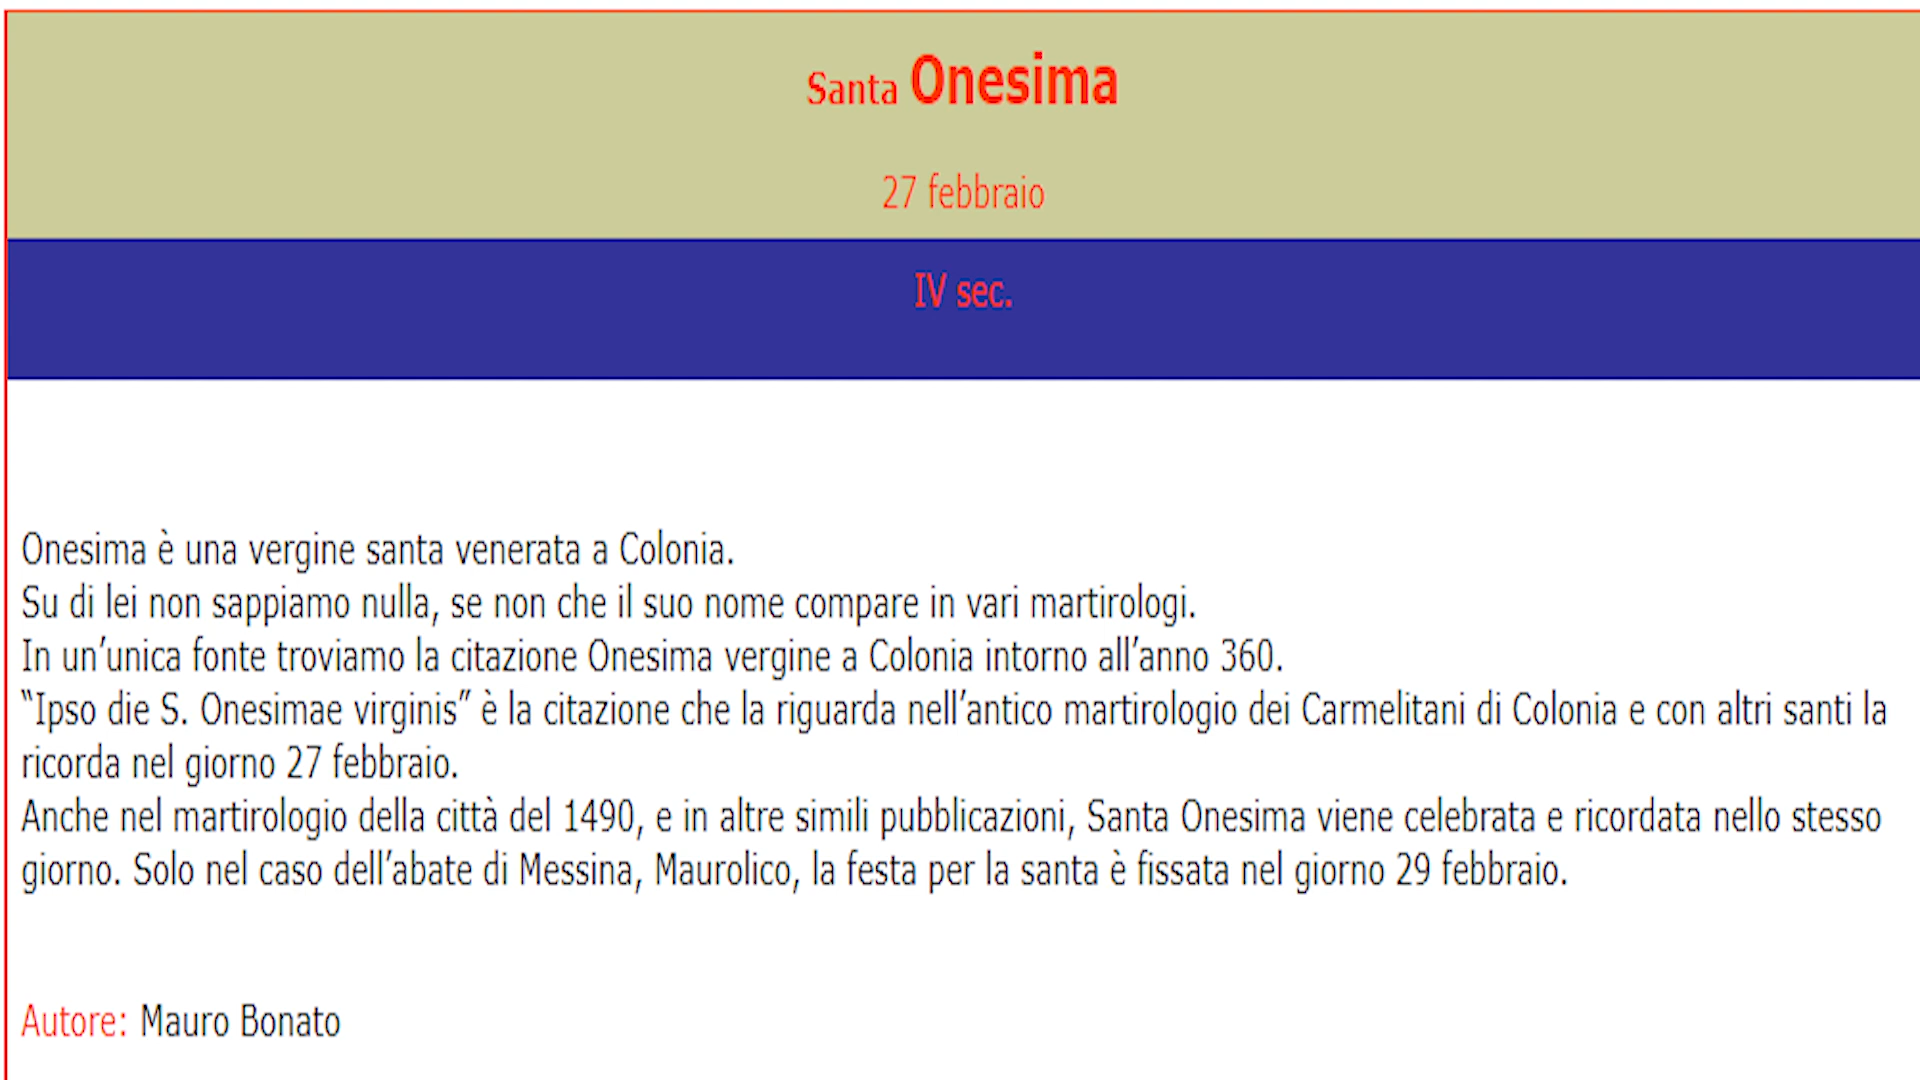 Santa Onesima
27 febbraio
IV sec.
Onesima è una vergine santa venerata a Colonia.
Su di lei non sappiamo nulla, se non che il suo nome compare in vari martirologi.
In un’unica fonte troviamo la citazione Onesima vergine a Colonia intorno all’anno 360.
“Ipso die S. Onesimae virginis” è la citazione che la riguarda nell’antico martirologio dei Carmelitani di Colonia e con altri santi la
ricorda nel giorno 27 febbraio.
Anche nel martirologio della città del 1490, e in altre simili pubblicazioni, Santa Onesima viene celebrata e ricordata nello stesso
giorno. Solo nel caso dell’abate di Messina, Maurolico, la festa per la santa è fissata nel giorno 29 febbraio.
Autore: Mauro Bonato